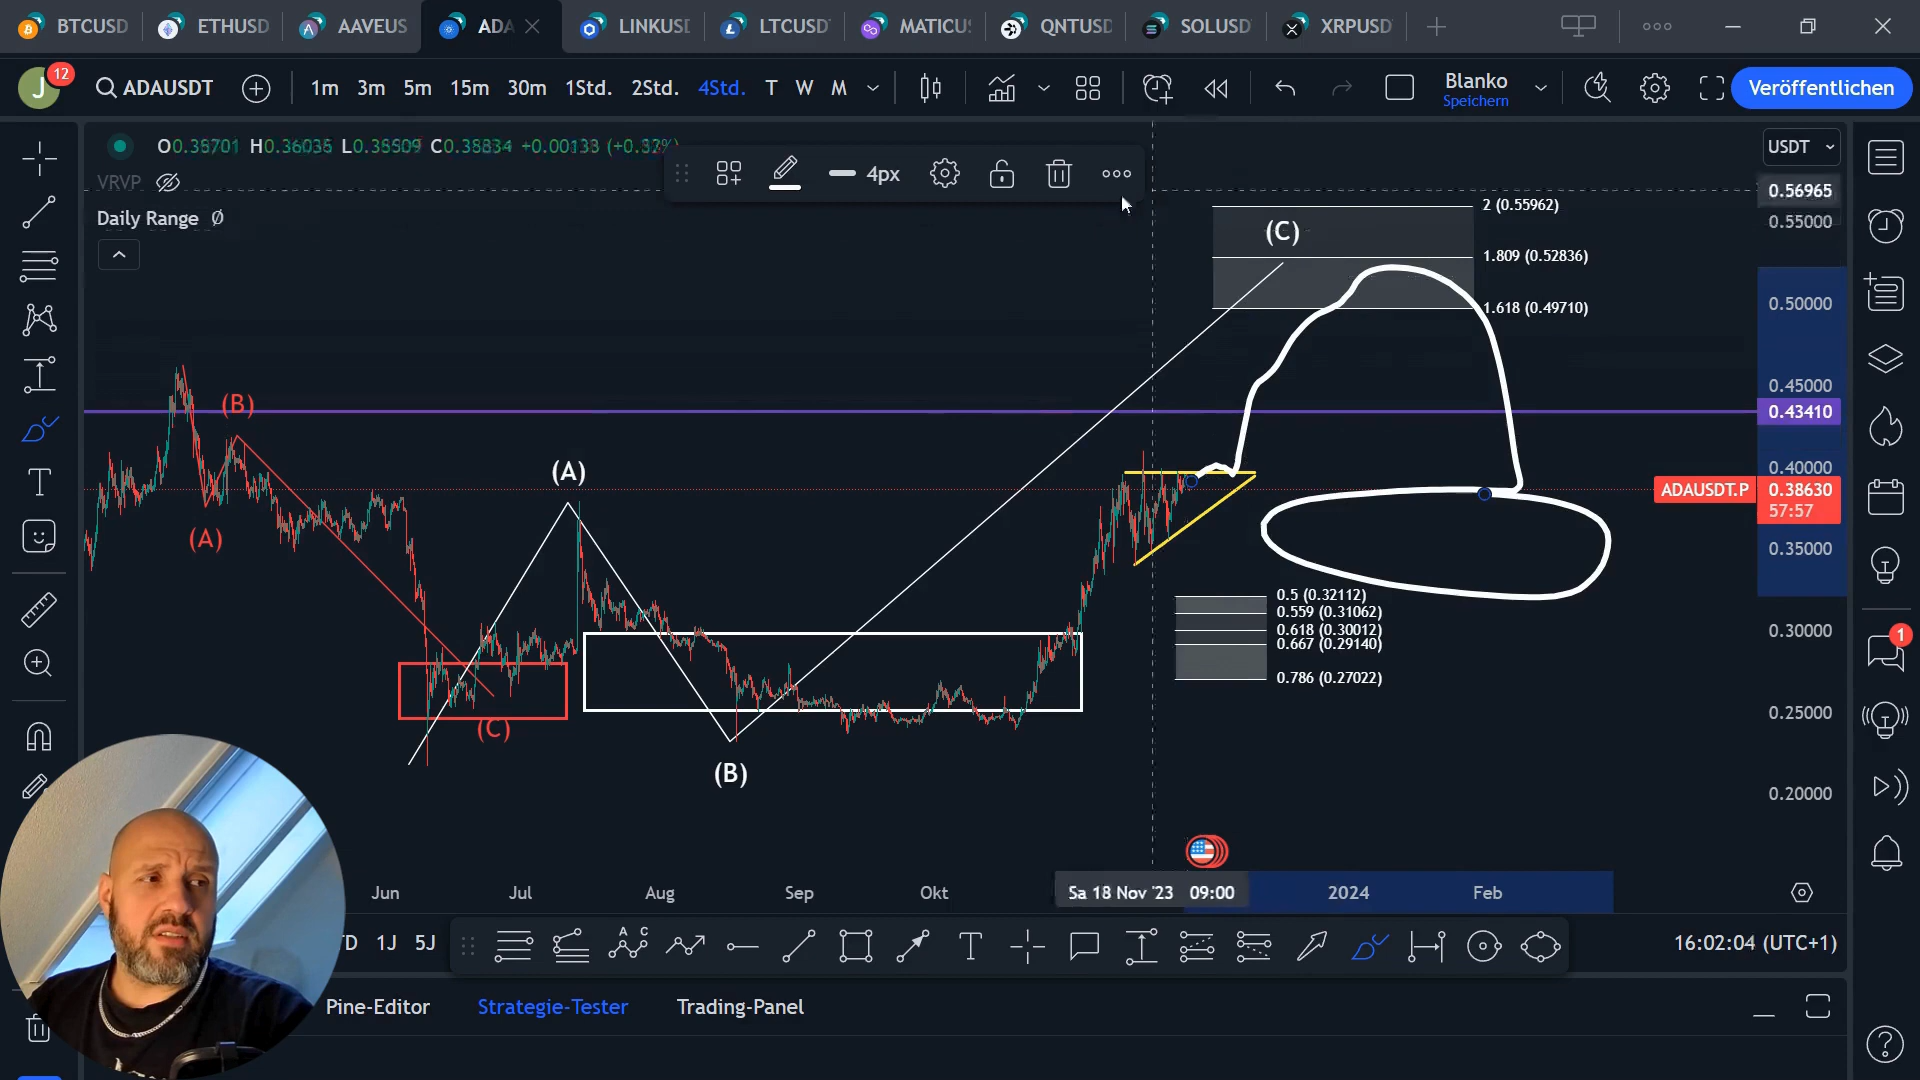 BTCUSD
ETHUSD
AAVEUS
ADA
LINKUSD
LTCUSDT
MATICUS
QNTUSD
SOLUSD
XRPUSD
J
12
ADAUSDT
1m 3m 5m 15m 30m 1Std. 2Std. 4Std. T W M
Blanko
Speichern
Veröffentlichen
VRVP
4px
Daily Range Ø
USDT
0.56965
0.55000
0.50000
0.45000
0.43410
0.40000
ADAUSDT.P 0.38630
57:57
0.35000
0.30000
0.25000
0.20000
2 (0.55962)
(C)
1.809 (0.52836)
1.618 (0.49710)
(B)
(A)
(A)
0.5 (0.32112)
0.559 (0.31062)
0.618 (0.30012)
0.667 (0.29140)
0.786 (0.27022)
(C)
(B)
1
Jun Jul Aug Sep Okt Sa 18 Nov '23 09:00 2024 Feb
1J 5J
A C
T
16:02:04 (UTC+1)
Pine-Editor Strategie-Tester Trading-Panel